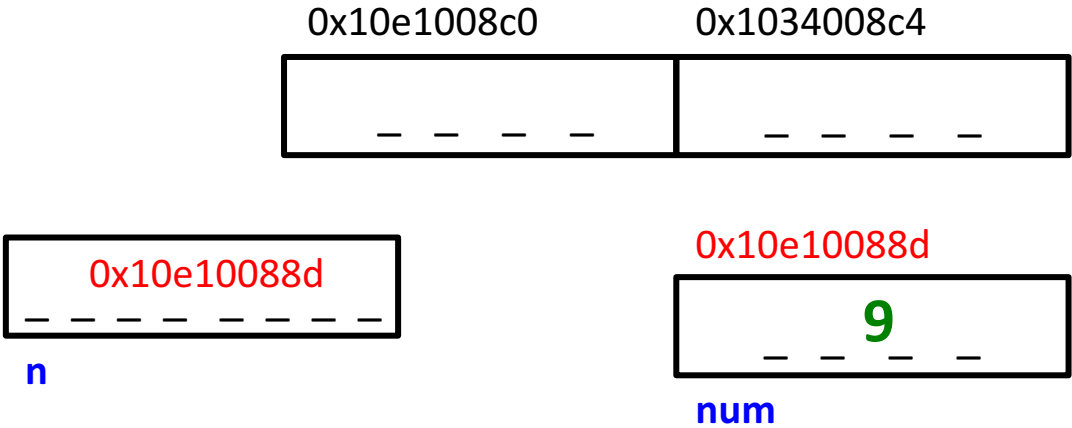 0x10e1008c0 0x1034008c4
_ _ _ _ _ _ _ _
0x10e10088d
0x10e10088d
_ _ _ _ _ _ _ _
9
_ _ _ _
n
num